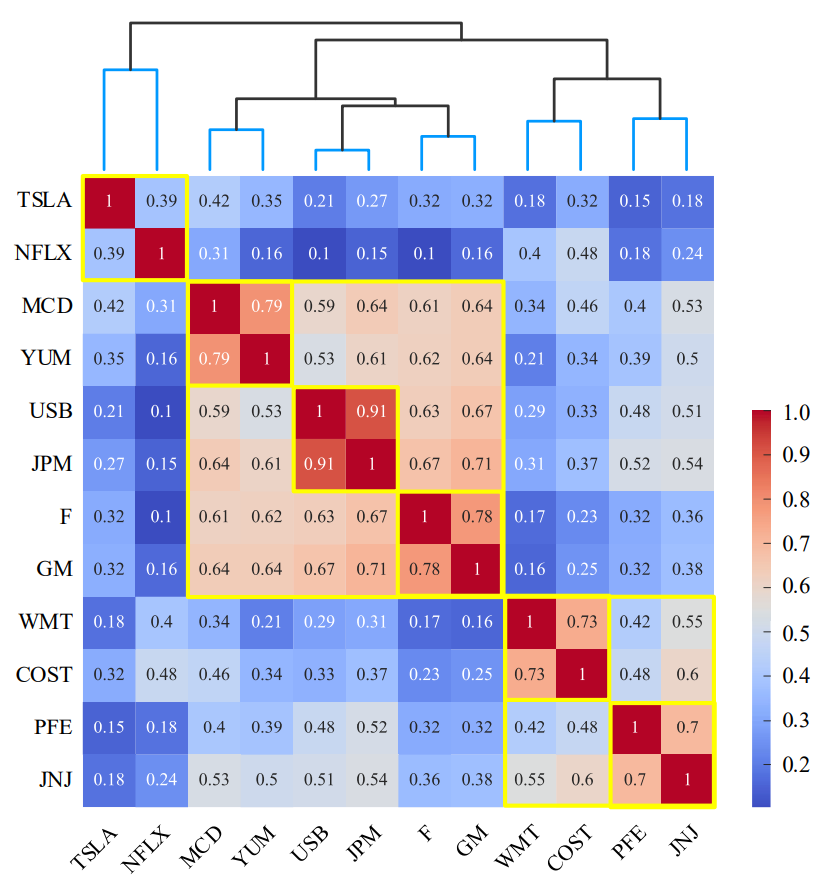 TSLA 1 0.39 0.42 0.35 0.21 0.27 0.32 0.32 0.18 0.32 0.15 0.18
NFLX 0.39 1 0.31 0.16 0.1 0.15 0.1 0.16 0.4 0.48 0.18 0.24
MCD 0.42 0.31 1 0.79 0.59 0.64 0.61 0.64 0.34 0.46 0.4 0.53
YUM 0.35 0.16 0.79 1 0.53 0.61 0.62 0.64 0.21 0.34 0.39 0.5
USB 0.21 0.1 0.59 0.53 1 0.91 0.63 0.67 0.29 0.33 0.48 0.51
JPM 0.27 0.15 0.64 0.61 0.91 1 0.67 0.71 0.31 0.37 0.52 0.54
F 0.32 0.1 0.61 0.62 0.63 0.67 1 0.78 0.17 0.23 0.32 0.36
GM 0.32 0.16 0.64 0.64 0.67 0.71 0.78 1 0.16 0.25 0.32 0.38
WMT 0.18 0.4 0.34 0.21 0.29 0.31 0.17 0.16 1 0.73 0.42 0.55
COST 0.32 0.48 0.46 0.34 0.33 0.37 0.23 0.25 0.73 1 0.48 0.6
PFE 0.15 0.18 0.4 0.39 0.48 0.52 0.32 0.32 0.42 0.48 1 0.7
JNJ 0.18 0.24 0.53 0.5 0.51 0.54 0.36 0.38 0.55 0.6 0.7 1
TSLA NFLX MCD YUM USB JPM F GM WMT COST PFE JNJ
1.0
0.9
0.8
0.7
0.6
0.5
0.4
0.3
0.2